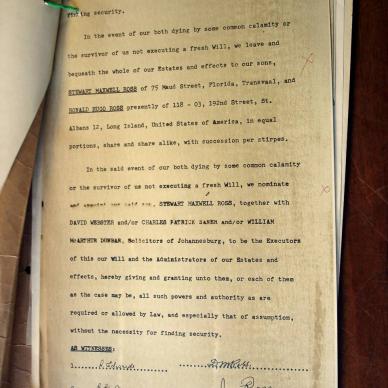 finding security.
In the event of our both dying by some common calamity or
the survivor of us not executing a fresh Will, we leave and
bequeath the whole of our Estates and effects to our sons,
STEWART MAXWELL ROSS of 75 Maud Street, Florida, Transvaal, and
RONALD HUGO ROSS presently of 118 - 03, 192nd Street, St.
Albans 12, Long Island, United States of America, in equal
portions, share and share alike, with succession per stirpes.
In the said event of our both dying by some common calamity
or the survivor of us not executing a fresh Will, we nominate
and appoint our said son, STEWART MAXWELL ROSS, together with
DAVID WEBSTER and/or CHARLES PATRICK SANER and/or WILLIAM
McARTHUR DUNBAR, Solicitors of Johannesburg, to be the Executors
of this our Will and the Administrators of our Estates and
effects, hereby giving and granting unto them, or each of them
as the case may be, all such powers and authority as are
required or allowed by Law, and especially that of assumption,
without the necessity for finding security.
AS WITNESSES:
1.
Ross